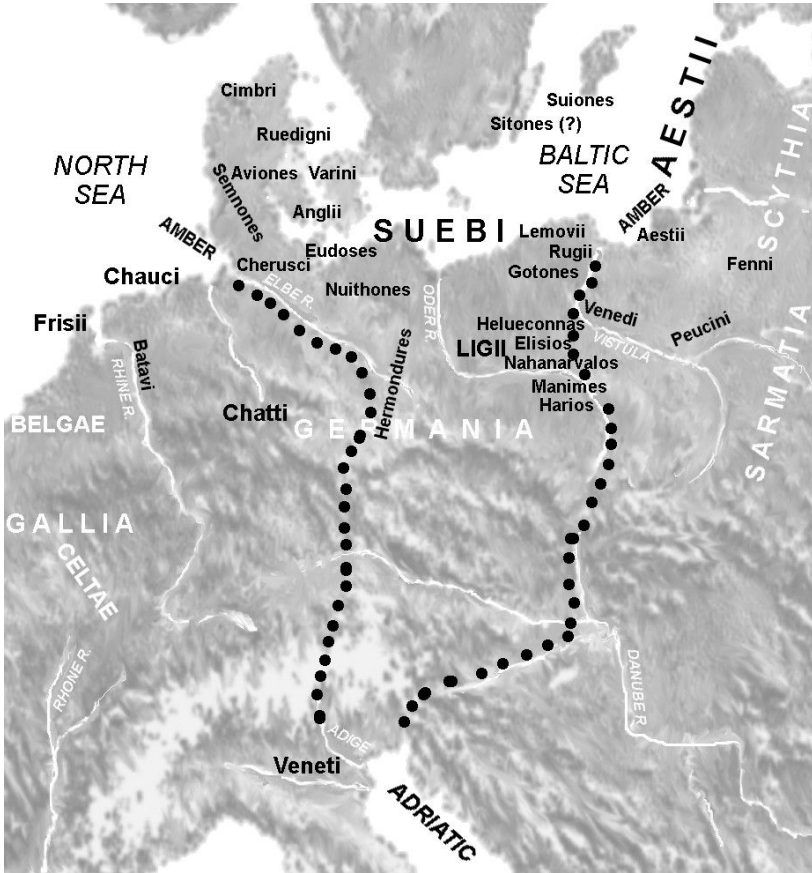 Cimbri
Suiones
Sitones (?)
AESTII
SCYTHIA
Ruedigni
BALTIC
SEA
NORTH
SEA
Semnones
Aviones
Varini
AMBER
Anglii
SUEBI
Lemovii
AMBER
Aestii
Rugii
Eudoses
Cherusci
Gotones
Fenni
Chauci
ELBE R.
Nuithones
ODER R.
Venedi
Frisii
Batavi
RHINE R.
Helueconnas
Peucini
LIGII
Elisios
VISTULA
Nahanarvalos
Hermondures
Manimes
Harios
SARMATIA
Chatti
BELGAE
GERMANIA
GALLIA
CELTAE
RHONE R.
DANUBE R.
ADIGE
Veneti
ADRIATIC